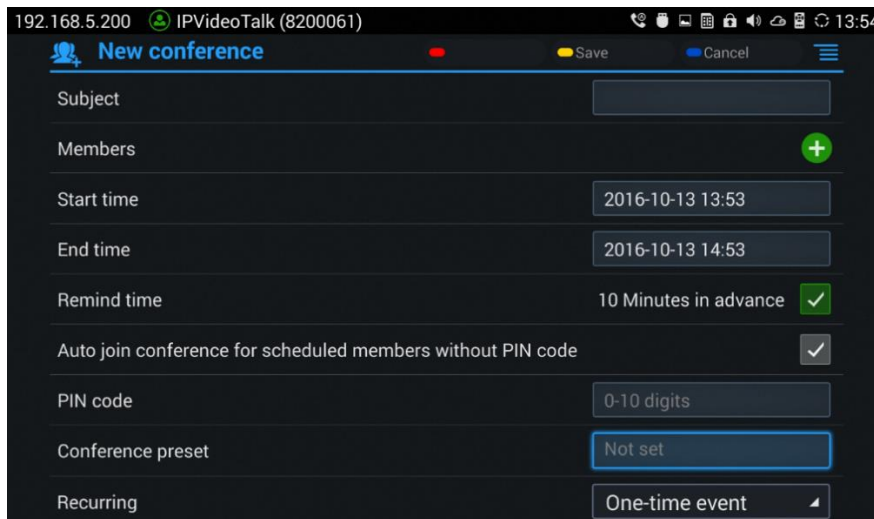 192.168.5.200 IPVideoTalk (8200061) 13:54
New conference Save Cancel
Subject
Members
Start time 2016-10-13 13:53
End time 2016-10-13 14:53
Remind time 10 Minutes in advance
Auto join conference for scheduled members without PIN code
PIN code 0-10 digits
Conference preset Not set
Recurring One-time event